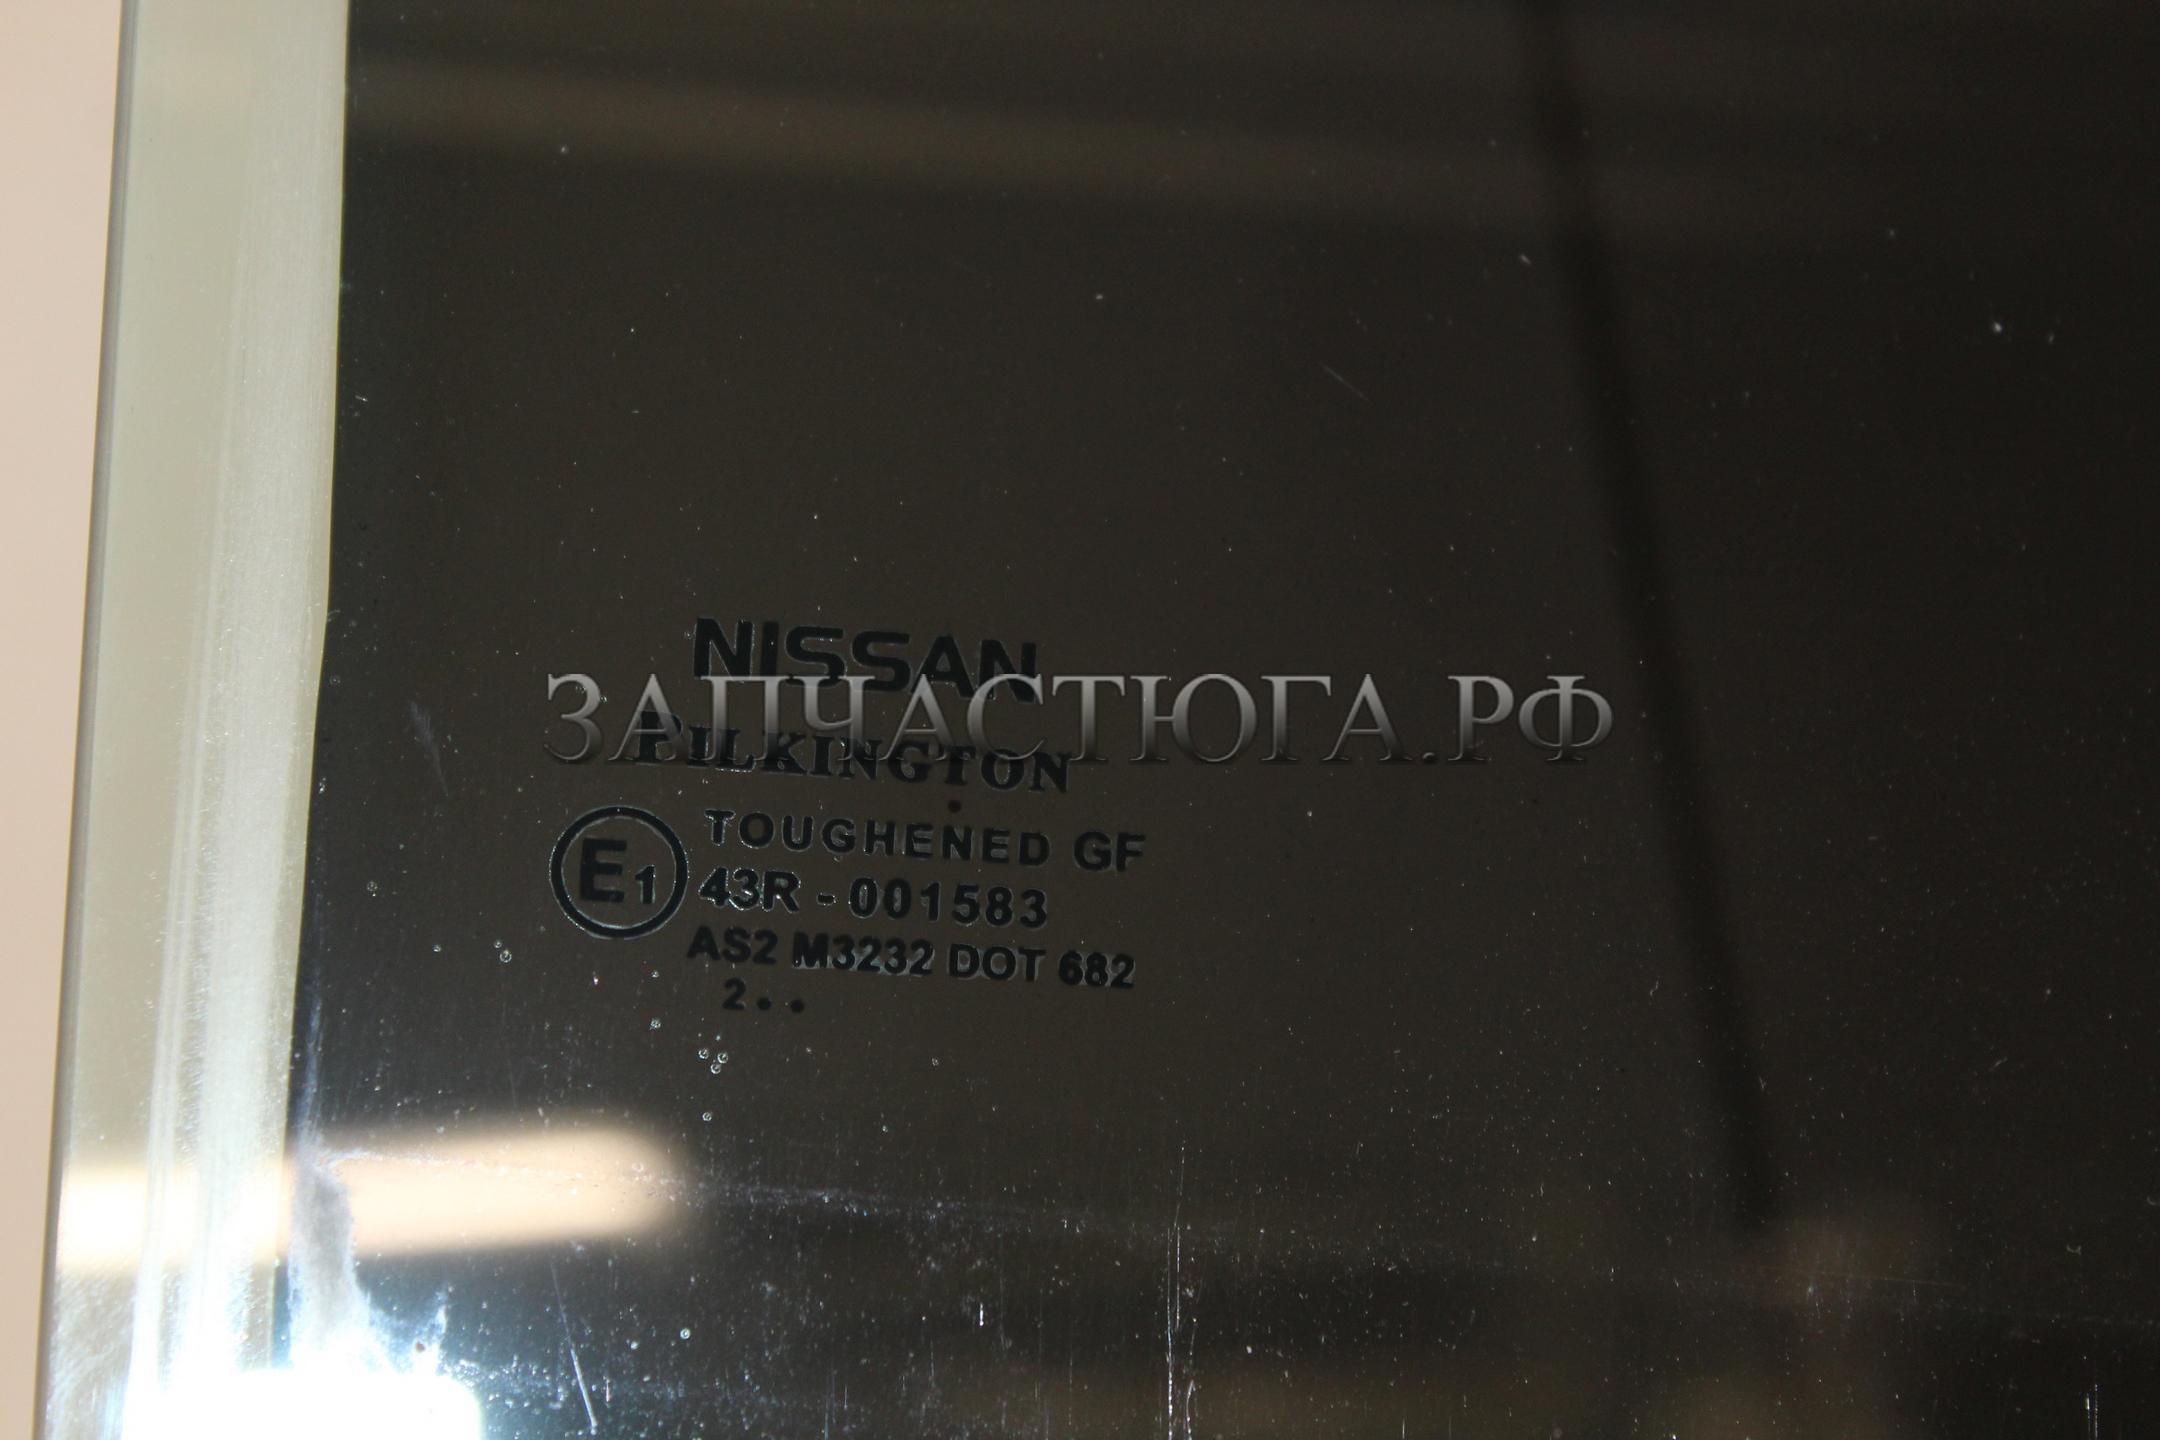 NISSAN
ЗАПЧАСТЮГА.РФ
PILKINGTON
TOUGHENED GF
E1 43R - 001583
AS2 M3232 DOT 682
2 . .